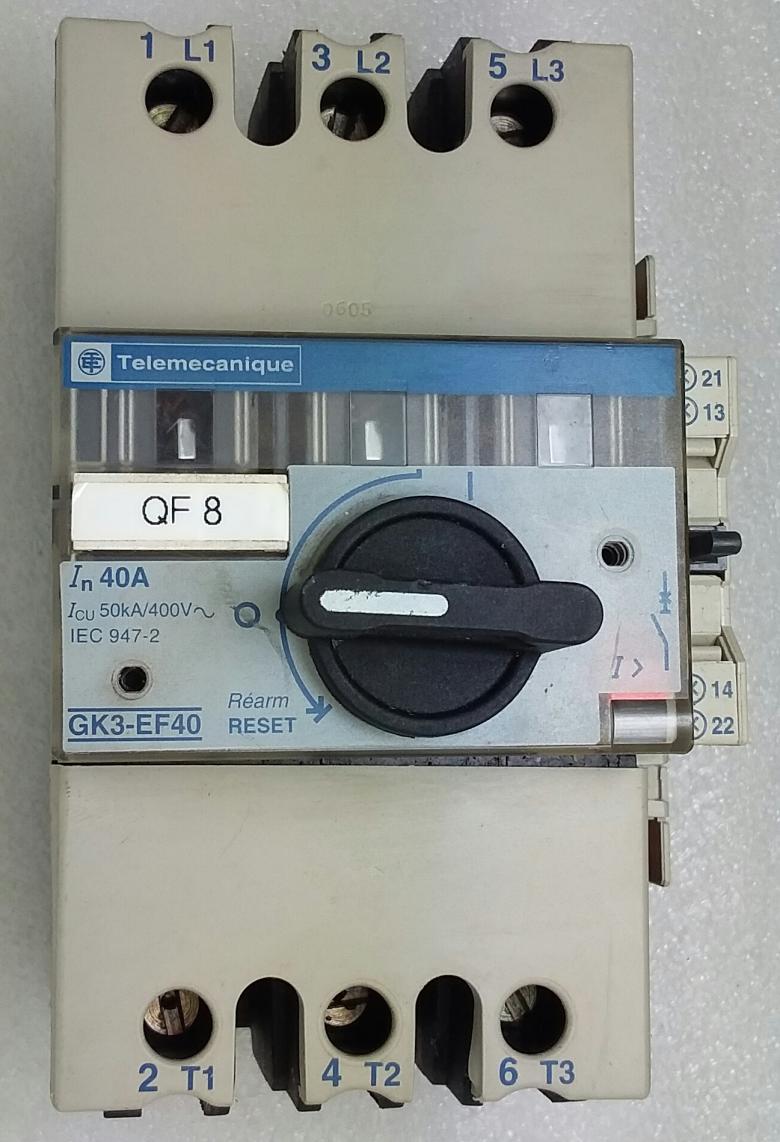 1 L1 3 L2 5 L3
0605
Telemecanique
21
13
QF 8
In 40A
ICU 50kA/400V~
IEC 947-2
O
I
I >
Réarm
RESET
GK3-EF40
14
22
2 T1 4 T2 6 T3